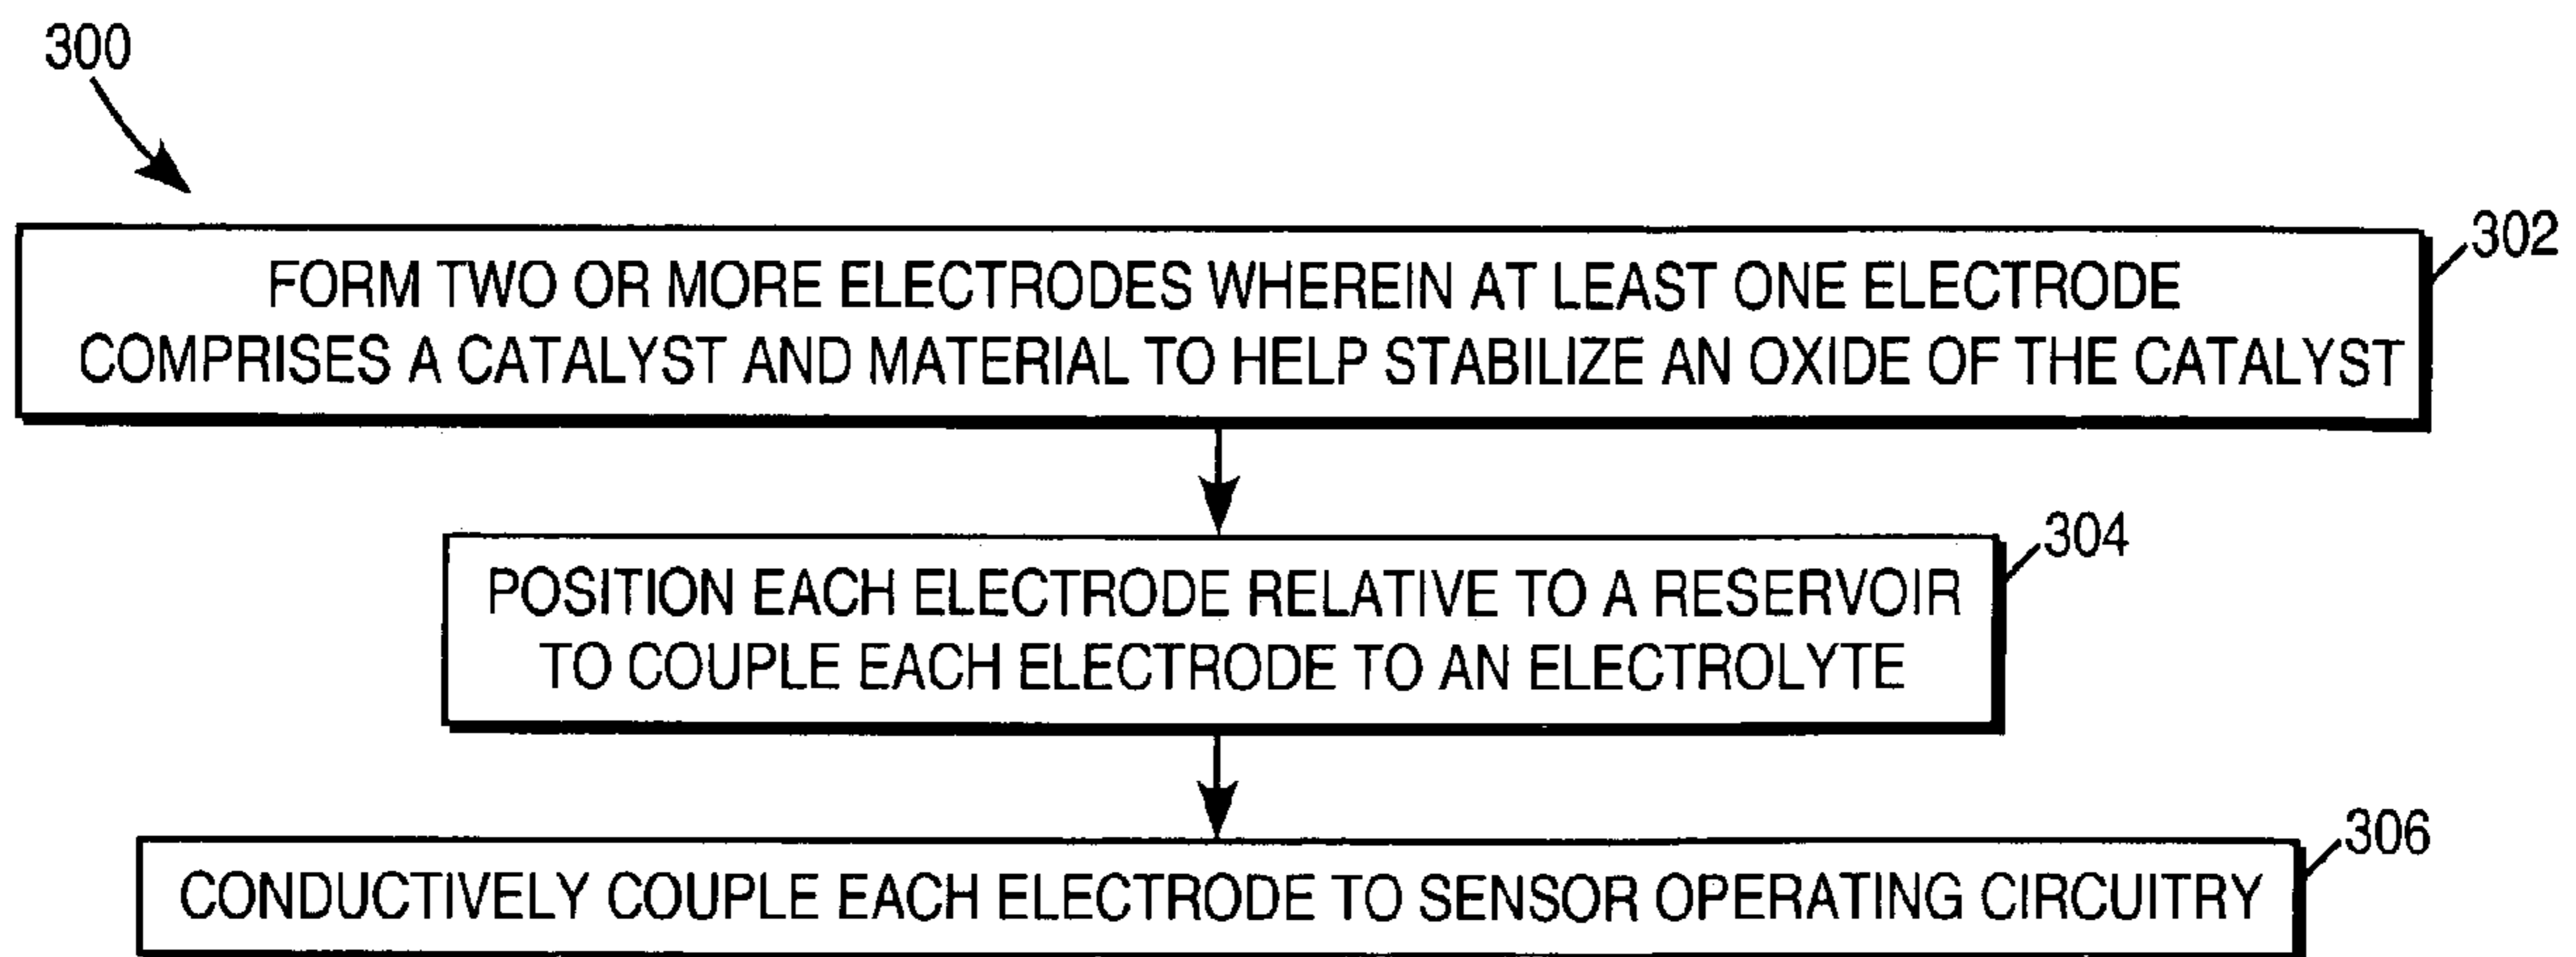 300
302
FORM TWO OR MORE ELECTRODES WHEREIN AT LEAST ONE ELECTRODE
COMPRISES A CATALYST AND MATERIAL TO HELP STABILIZE AN OXIDE OF THE CATALYST
304
POSITION EACH ELECTRODE RELATIVE TO A RESERVOIR
TO COUPLE EACH ELECTRODE TO AN ELECTROLYTE
306
CONDUCTIVELY COUPLE EACH ELECTRODE TO SENSOR OPERATING CIRCUITRY